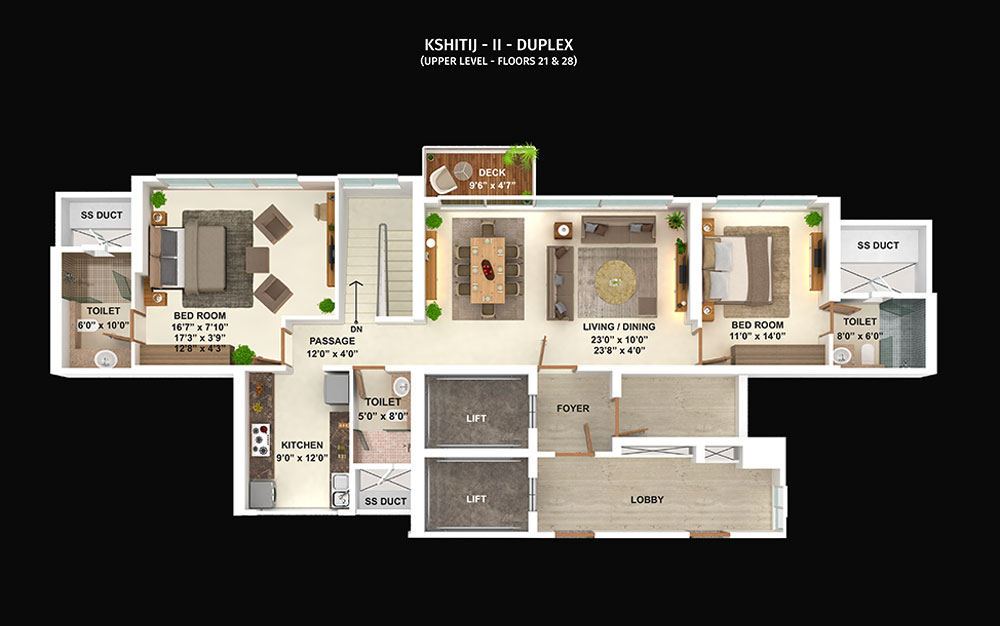 KSHITIJ - II - DUPLEX
(UPPER LEVEL - FLOORS 21 & 28)
DECK
9'6" x 4'7"
SS DUCT
SS DUCT
TOILET
6'0" x 10'0"
BED ROOM
16'7" x 7'10"
17'3" x 3'9"
12'8" x 4'3"
DN
PASSAGE
12'0" x 4'0"
LIVING / DINING
23'0" x 10'0"
23'8" x 4'0"
BED ROOM
11'0" x 14'0"
TOILET
8'0" x 6'0"
TOILET
5'0" x 8'0"
LIFT
FOYER
KITCHEN
9'0" x 12'0"
SS DUCT
LIFT
LOBBY